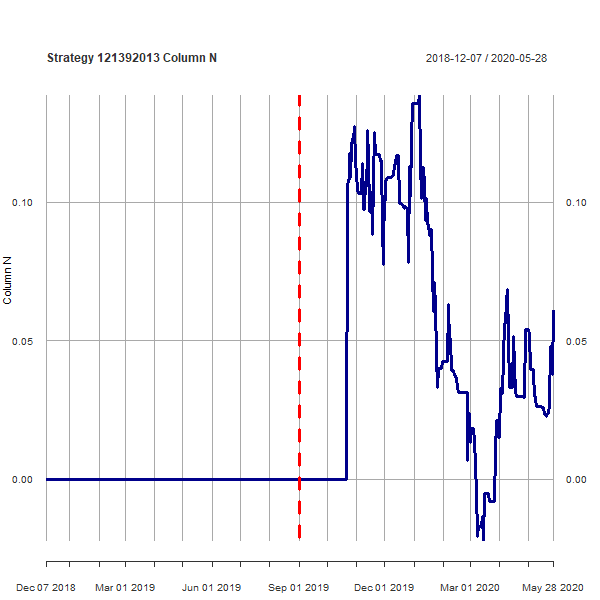 Strategy 121392013 Column N
2018-12-07 / 2020-05-28
0.10
0.10
Column N
0.05
0.05
0.00
0.00
Dec 07 2018
Mar 01 2019
Jun 01 2019
Sep 01 2019
Dec 01 2019
Mar 01 2020
May 28 2020